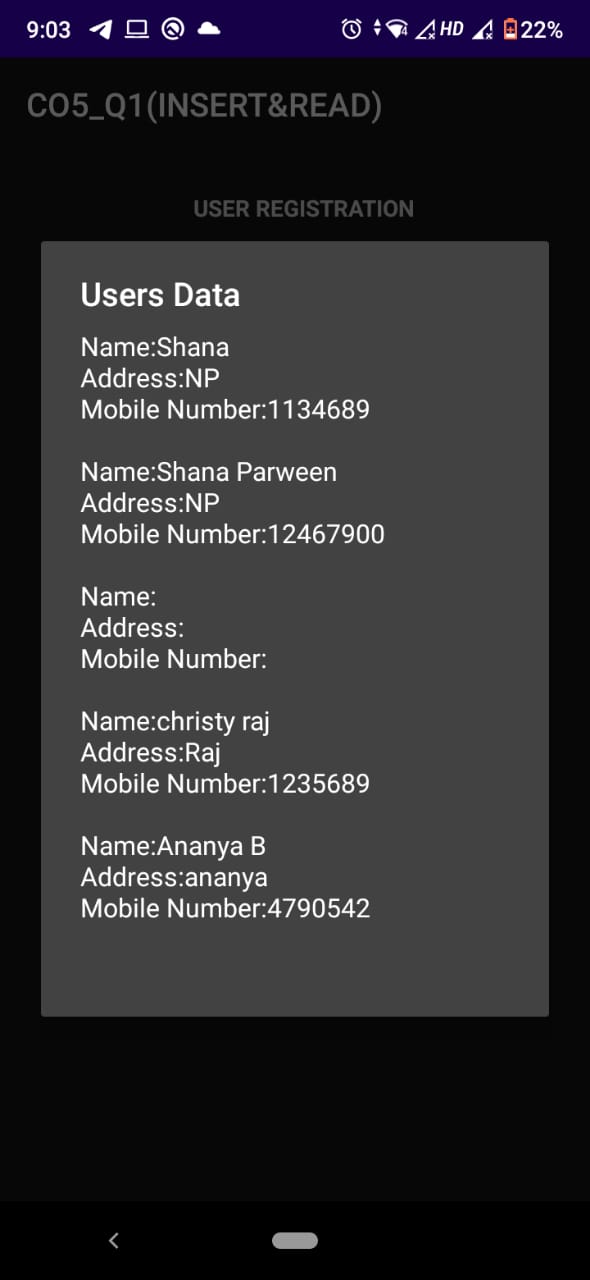 9:03
4
HD
22%
CO5_Q1(INSERT&READ)
USER REGISTRATION
Users Data
Name:Shana
Address:NP
Mobile Number:1134689
Name:Shana Parween
Address:NP
Mobile Number:12467900
Name:
Address:
Mobile Number:
Name:christy raj
Address:Raj
Mobile Number:1235689
Name:Ananya B
Address:ananya
Mobile Number:4790542